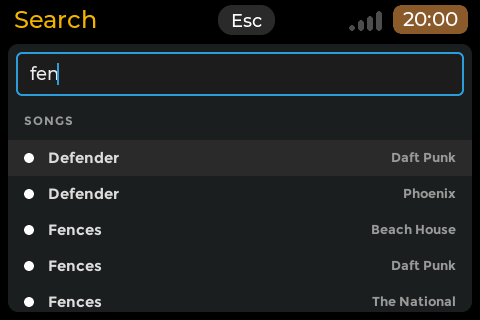 Search Esc 20:00
fen
SONGS
Defender Daft Punk
Defender Phoenix
Fences Beach House
Fences Daft Punk
Fences The National